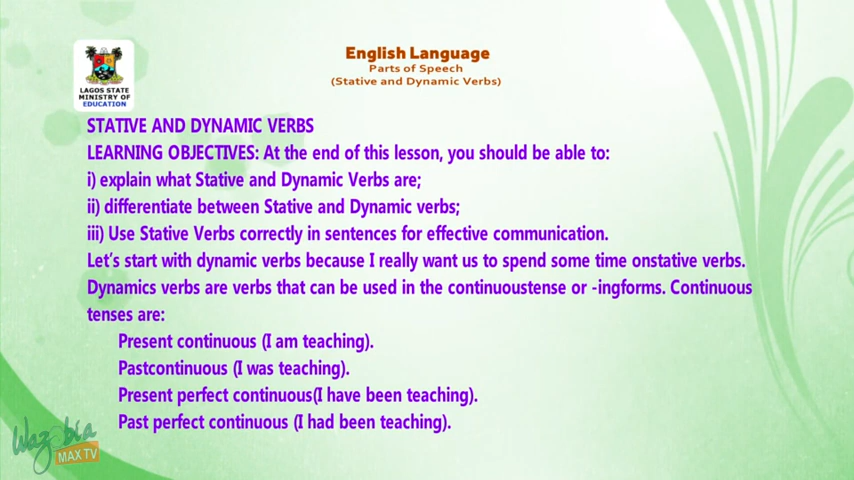 English Language
Parts of Speech
(Stative and Dynamic Verbs)
LAGOS STATE
MINISTRY OF
EDUCATION
STATIVE AND DYNAMIC VERBS
LEARNING OBJECTIVES: At the end of this lesson, you should be able to:
i) explain what Stative and Dynamic Verbs are;
ii) differentiate between Stative and Dynamic verbs;
iii) Use Stative Verbs correctly in sentences for effective communication.
Let's start with dynamic verbs because I really want us to spend some time onstative verbs.
Dynamics verbs are verbs that can be used in the continuoustense or -ingforms. Continuous
tenses are:
Present continuous (I am teaching).
Pastcontinuous (I was teaching).
Present perfect continuous(I have been teaching).
Past perfect continuous (I had been teaching).
Wazobia
MAX TV